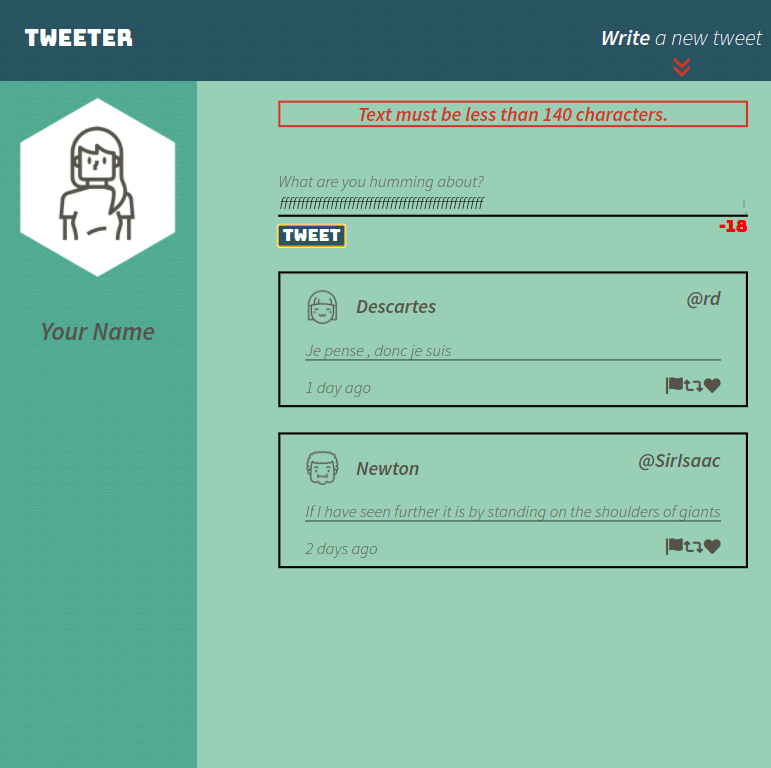 TWEETER
Write a new tweet
Text must be less than 140 characters.
What are you humming about?
TWEET
-18
Descartes
@rd
Je pense , donc je suis
1 day ago
Newton
@SirIsaac
If I have seen further it is by standing on the shoulders of giants
2 days ago
Your Name